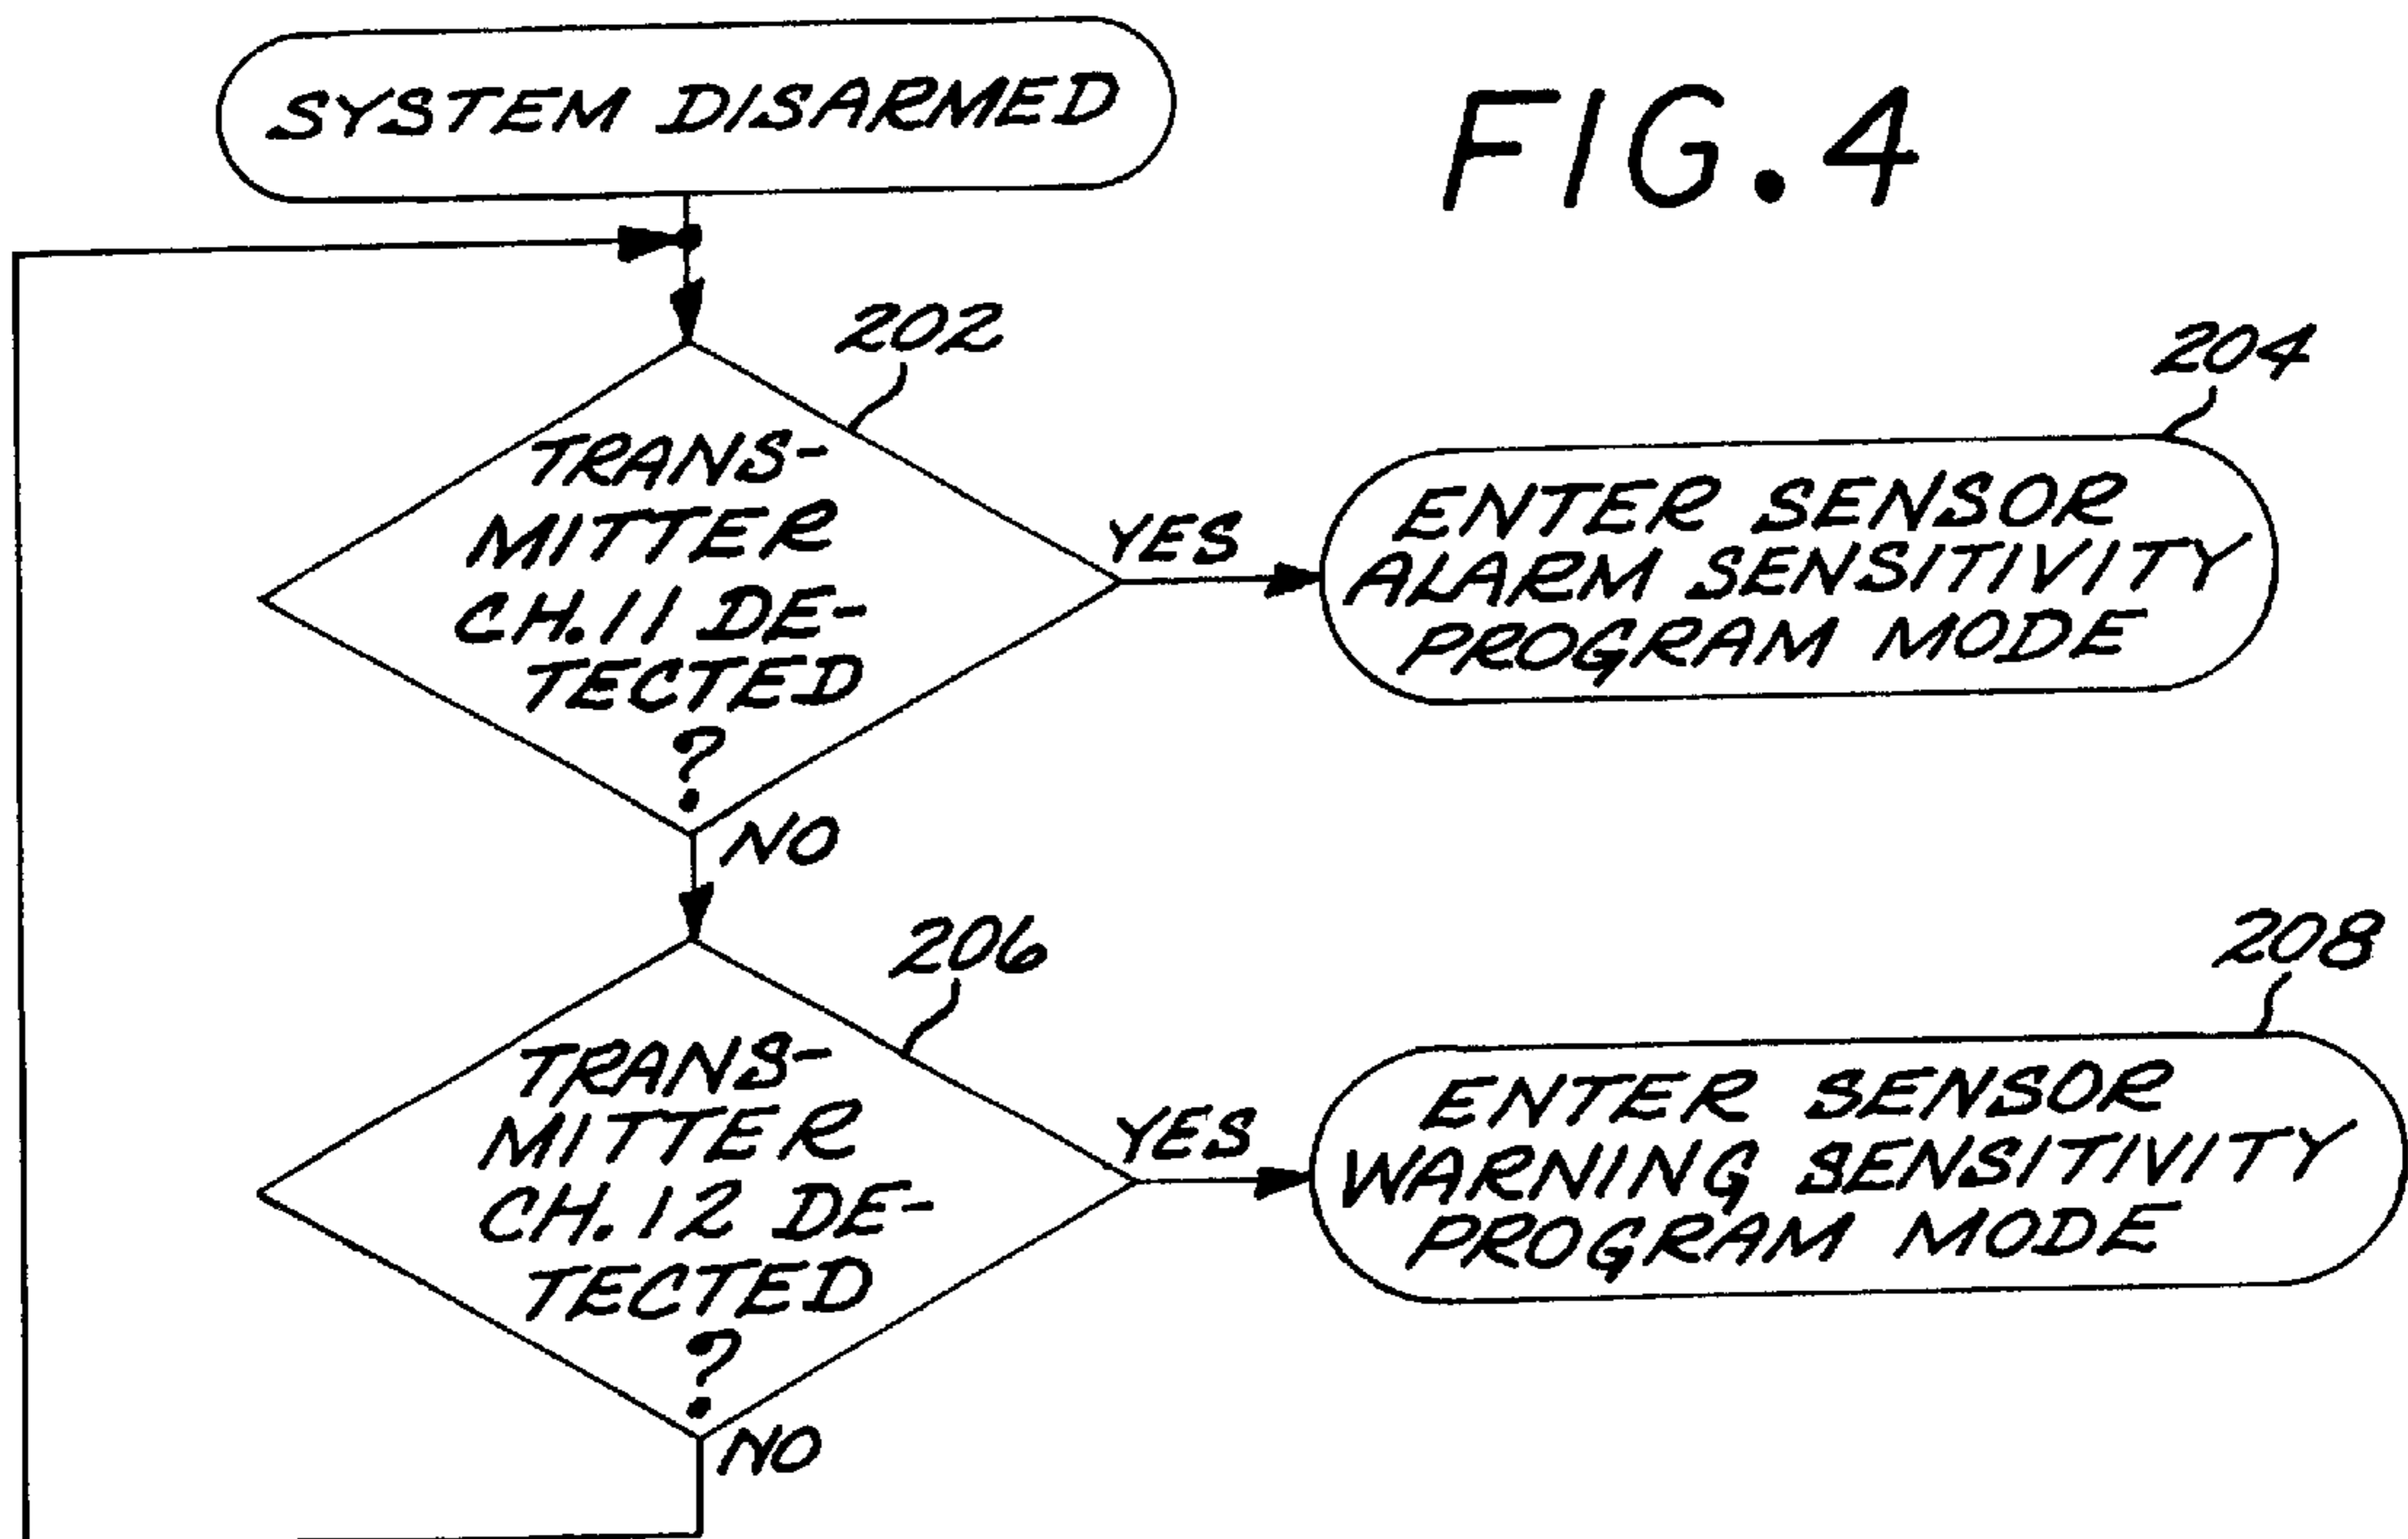 SYSTEM DISARMED
FIG. 4
202
TRANS-
MITTER
CH. 11 DE-
TECTED
?
YES
204
ENTER SENSOR
ALARM SENSITIVITY
PROGRAM MODE
NO
206
TRANS-
MITTER
CH. 12 DE-
TECTED
?
YES
208
ENTER SENSOR
WARNING SENSITIVITY
PROGRAM MODE
NO